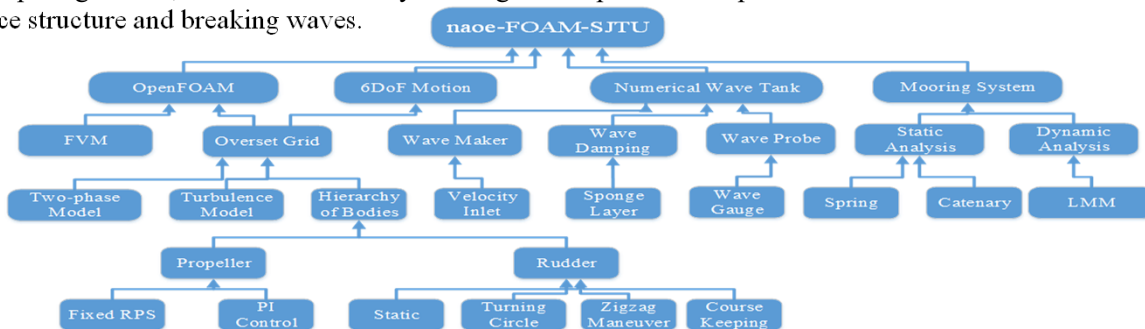 ce structure and breaking waves.
naoe-FOAM-SJTU
OpenFOAM
6DoF Motion
Numerical Wave Tank
Mooring System
FVM
Overset Grid
Wave Maker
Wave
Damping
Wave Probe
Static
Analysis
Dynamic
Analysis
Two-phase
Model
Turbulence
Model
Hierarchy
of Bodies
Velocity
Inlet
Sponge
Layer
Wave
Gauge
Spring
Catenary
LMM
Propeller
Rudder
Fixed RPS
PI
Control
Static
Turning
Circle
Zigzag
Maneuver
Course
Keeping